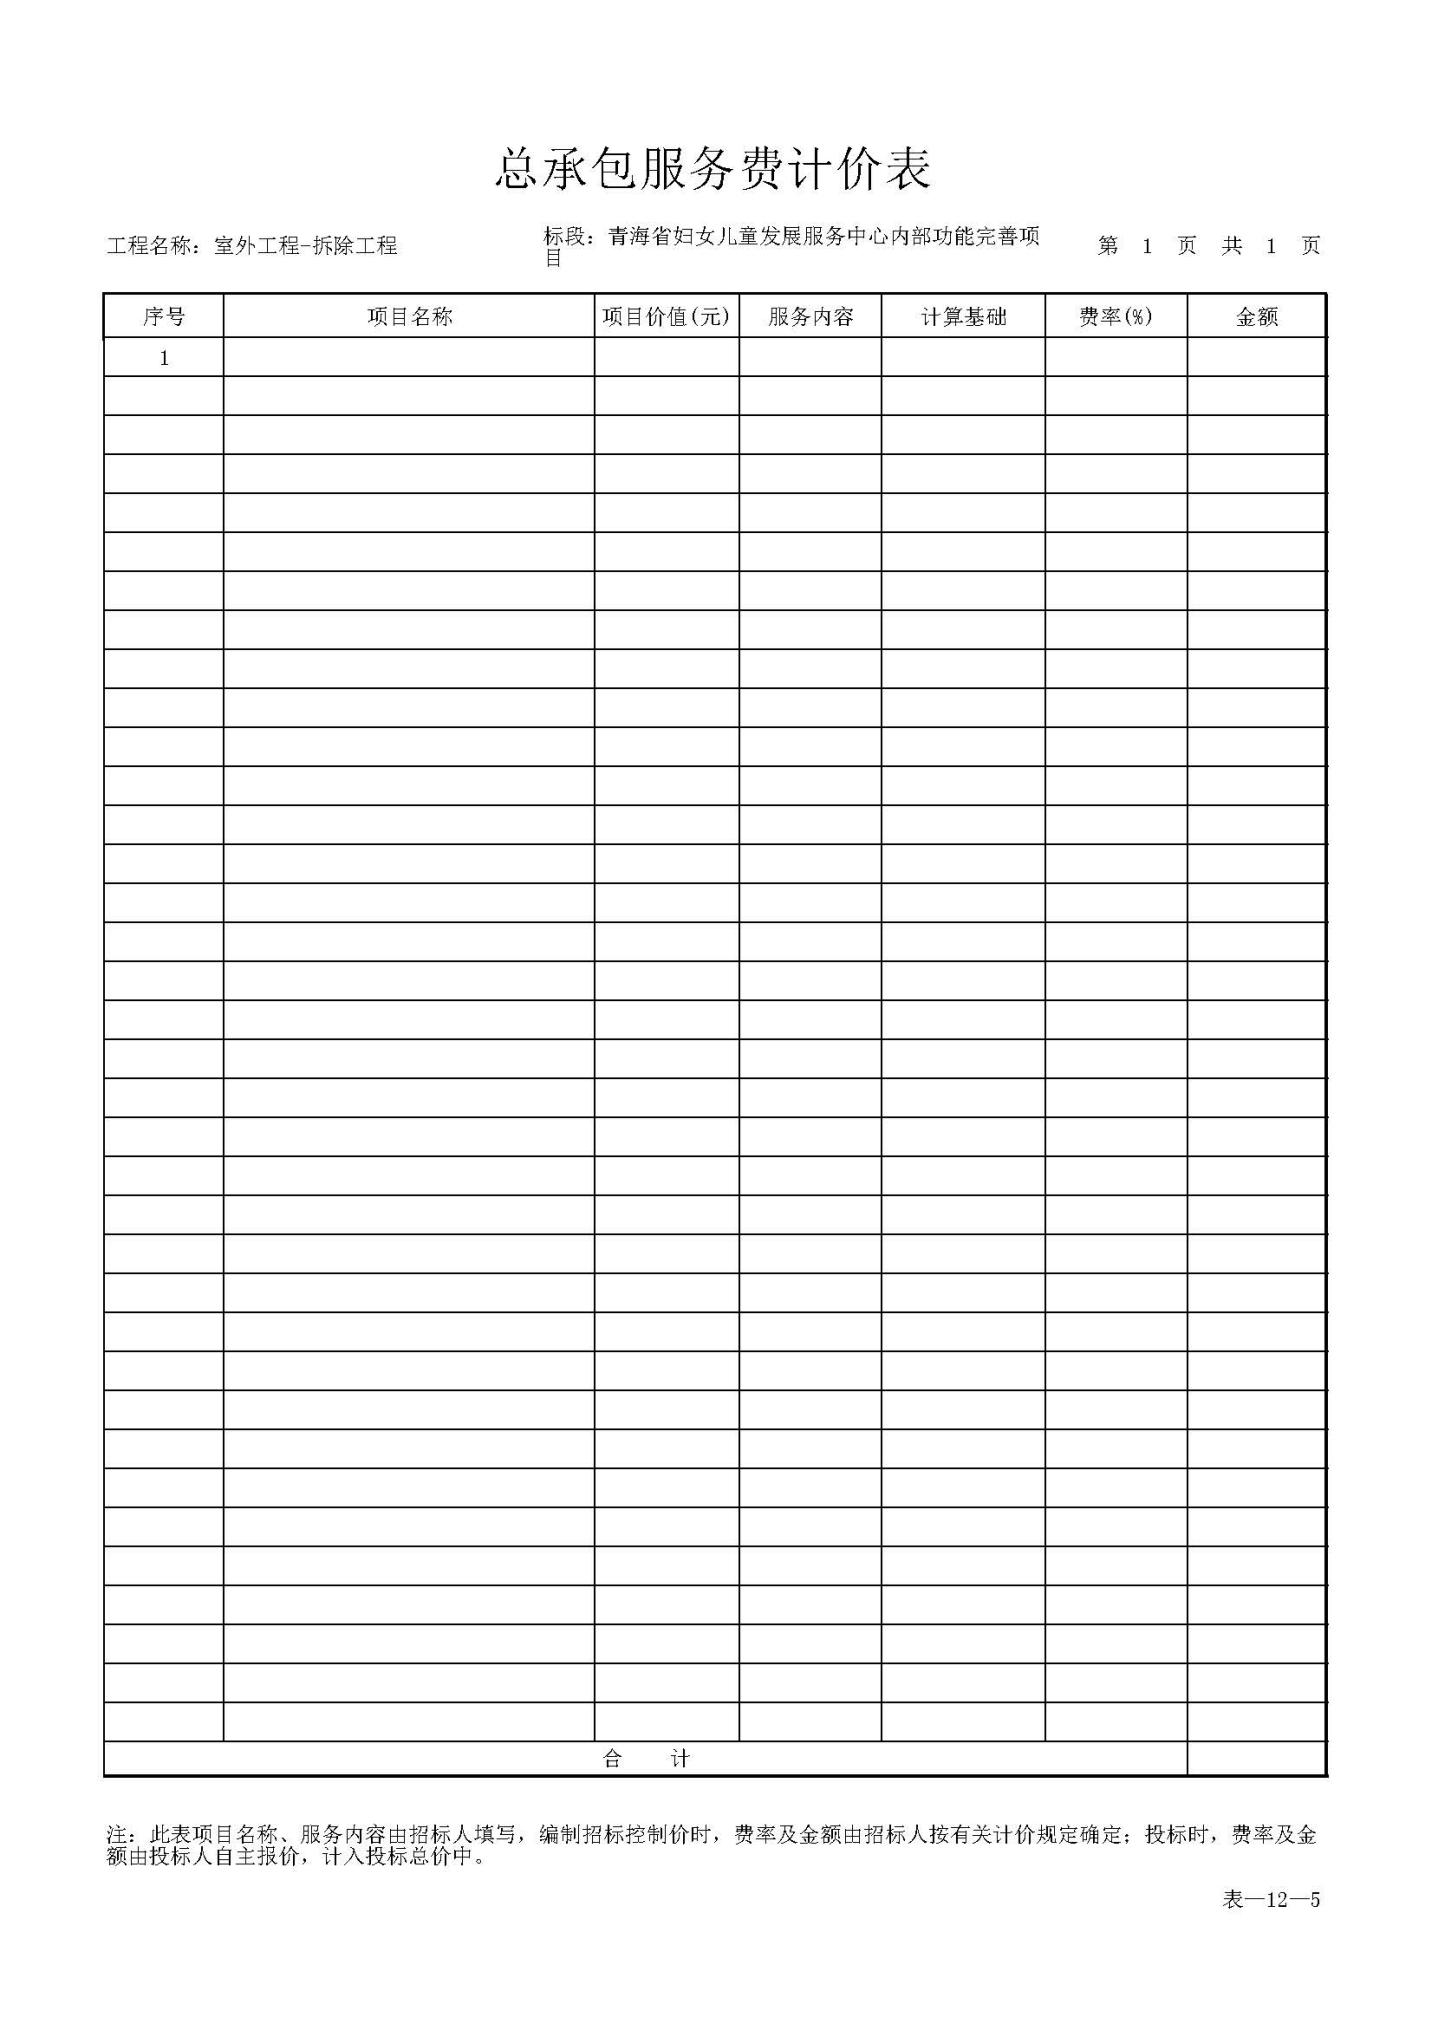 总承包服务费计价表
工程名称：室外工程-拆除工程
标段：青海省妇女儿童发展服务中心内部功能完善项
目
第 1 页 共 1 页
序号 项目名称 项目价值(元) 服务内容 计算基础 费率(%) 金额
1
合 计
注：此表项目名称、服务内容由招标人填写，编制招标控制价时，费率及金额由招标人按有关计价规定确定；投标时，费率及金
额由投标人自主报价，计入投标总价中。
表—12—5